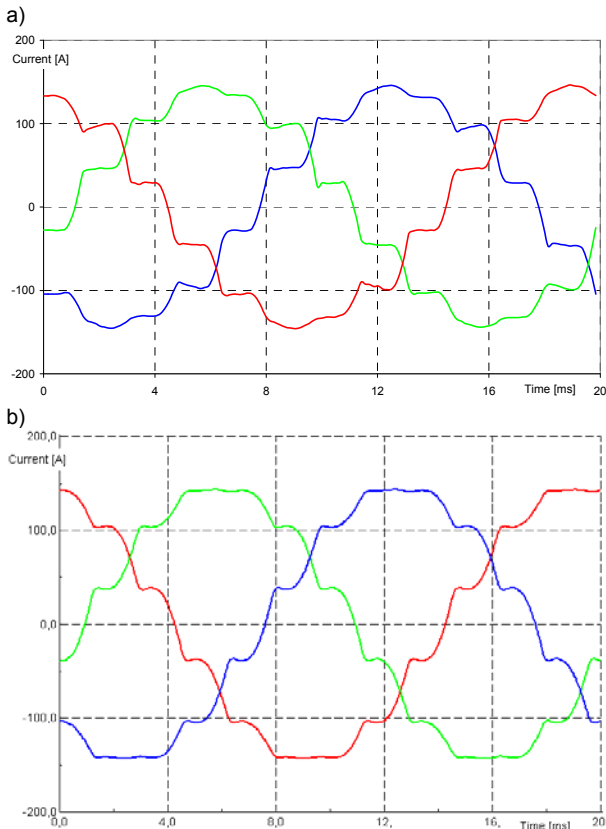 a)
Current [A]
200
100
0
-100
-200
0 4 8 12 16 20
Time [ms]
b)
200,0
Current [A]
100,0
0,0
-100,0
-200,0
0,0 4,0 8,0 12, 16, 20
Time [ms]